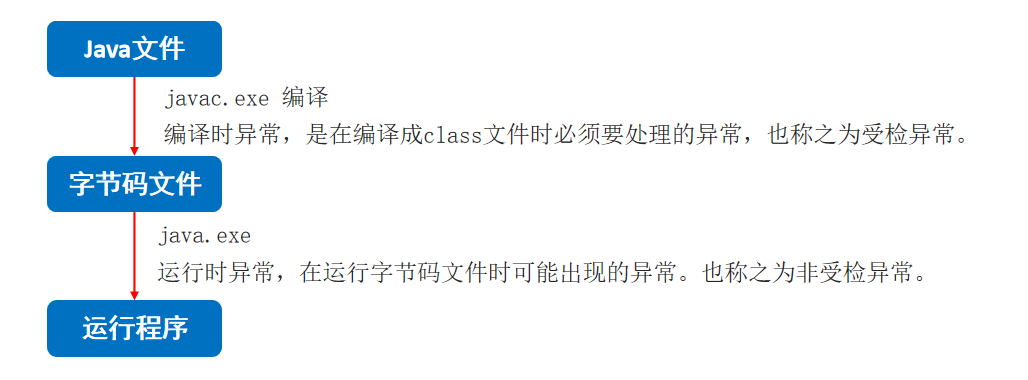 Java文件
javac.exe 编译
编译时异常，是在编译成class文件时必须要处理的异常，也称之为受检异常。
字节码文件
java.exe
运行时异常，在运行字节码文件时可能出现的异常。也称之为非受检异常。
运行程序